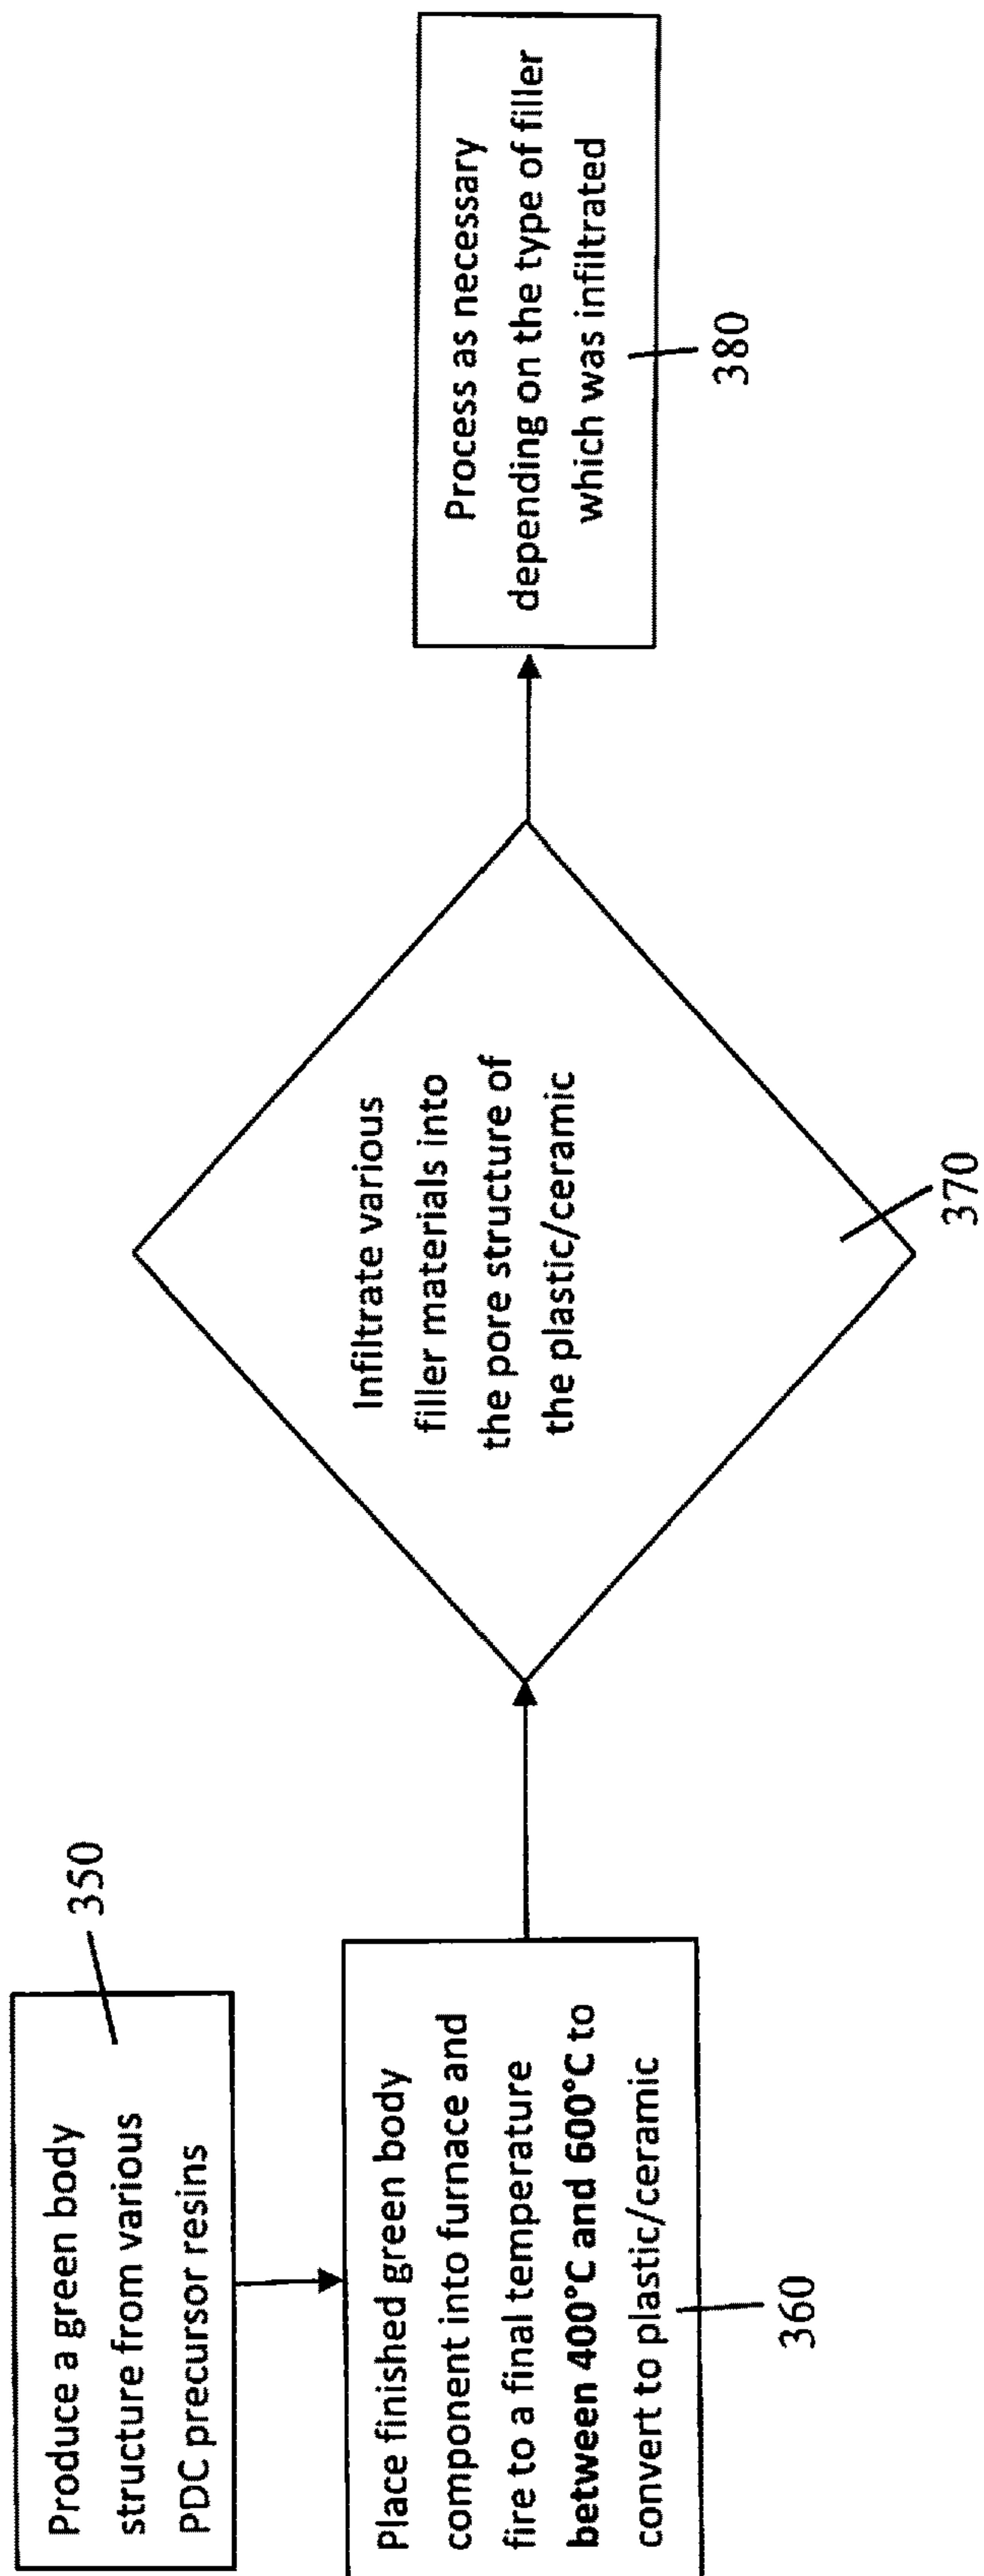 Produce a green body
structure from various
PDC precursor resins
350
Place finished green body
component into furnace and
fire to a final temperature
between 400°C and 600°C to
convert to plastic/ceramic
360
Infiltrate various
filler materials into
the pore structure of
the plastic/ceramic
370
Process as necessary
depending on the type of filler
which was infiltrated
380